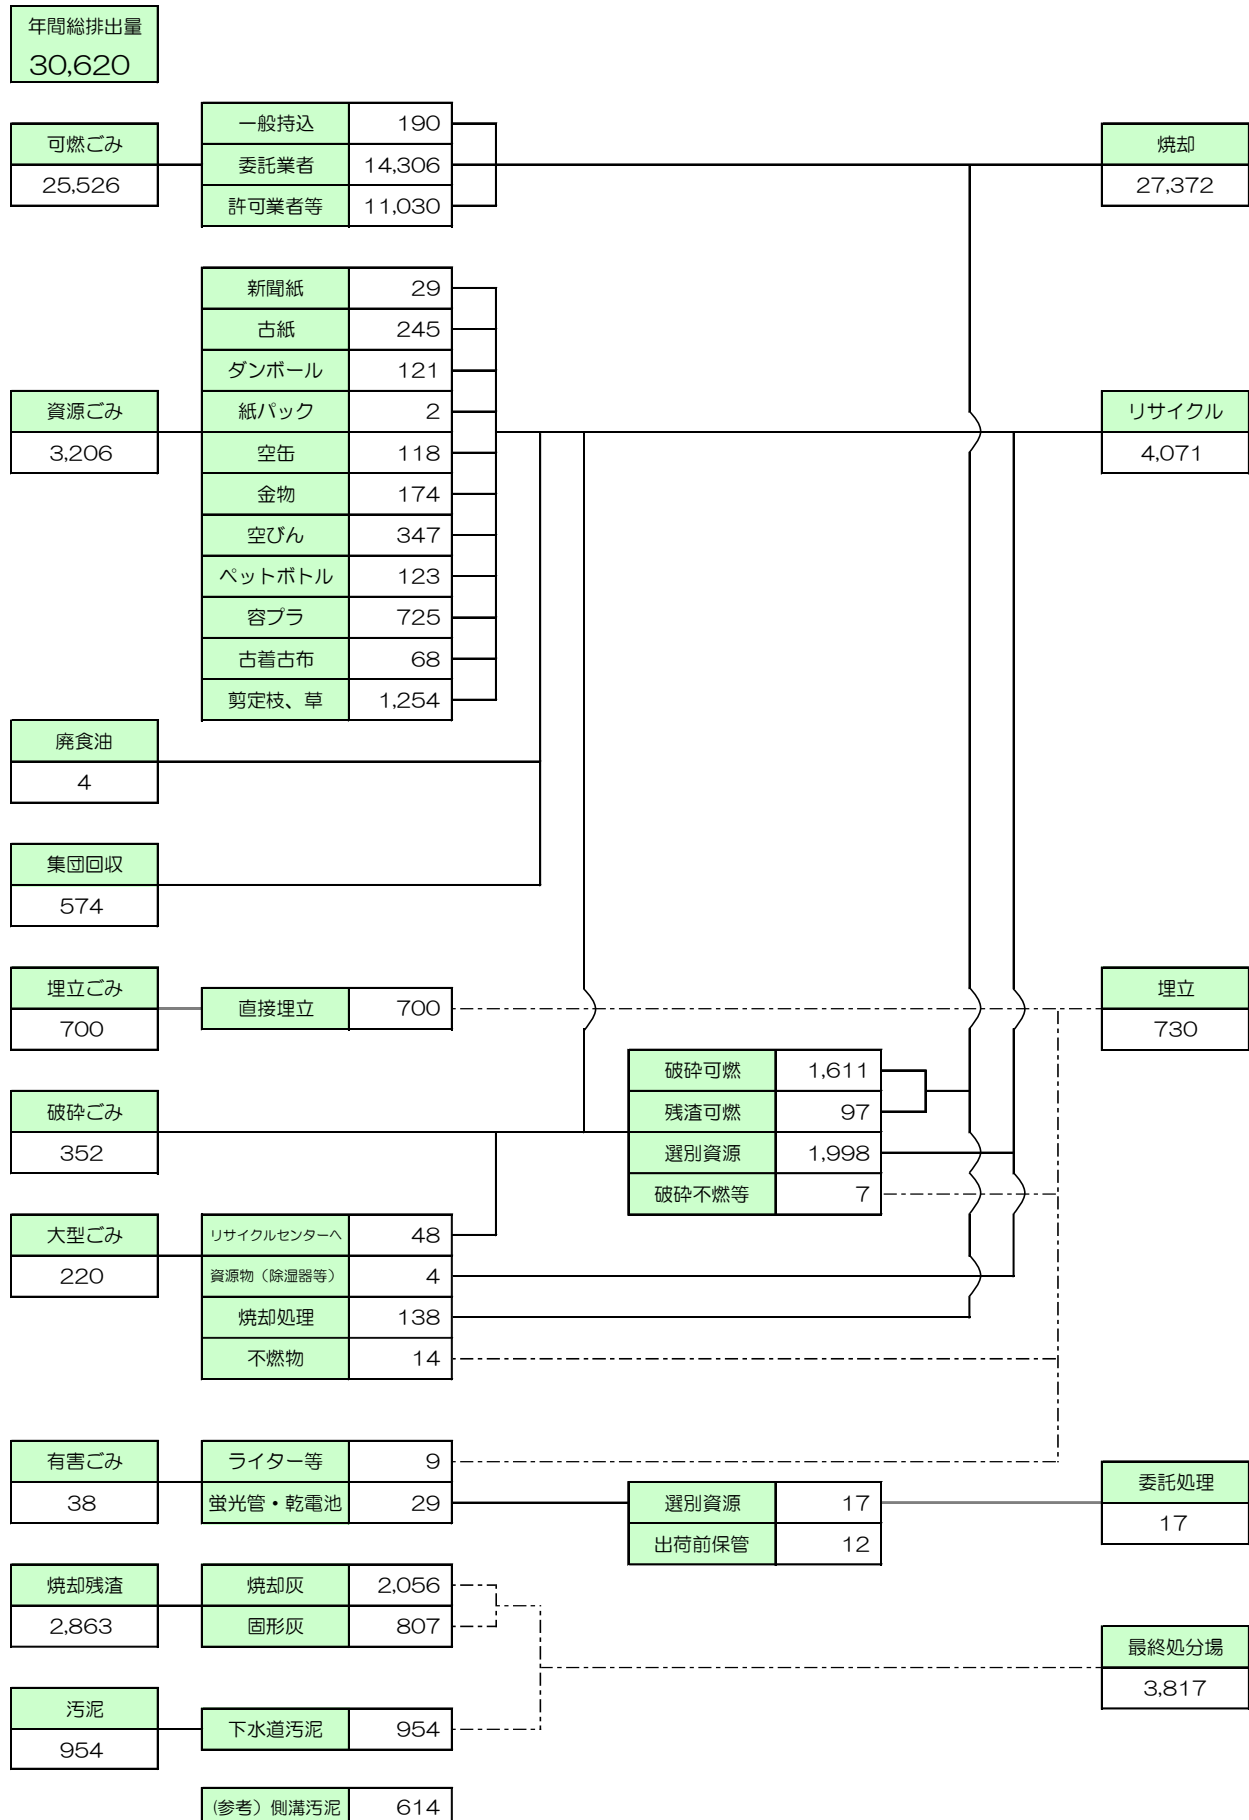 年間総排出量
30,620
可燃ごみ
25,526
一般持込 190
委託業者 14,306
許可業者等 11,030
焼却
27,372
資源ごみ
3,206
新聞紙 29
古紙 245
ダンボール 121
紙パック 2
空缶 118
金物 174
空びん 347
ペットボトル 123
容プラ 725
古着古布 68
剪定枝、草 1,254
リサイクル
4,071
廃食油
4
集団回収
574
埋立ごみ
700
直接埋立 700
埋立
730
破砕ごみ
352
破砕可燃 1,611
残渣可燃 97
選別資源 1,998
破砕不燃等 7
大型ごみ
220
リサイクルセンターへ 48
資源物（除湿器等） 4
焼却処理 138
不燃物 14
有害ごみ
38
ライター等 9
蛍光管・乾電池 29
選別資源 17
出荷前保管 12
委託処理
17
焼却残渣
2,863
焼却灰 2,056
固形灰 807
最終処分場
3,817
汚泥
954
下水道汚泥 954
(参考）側溝汚泥 614